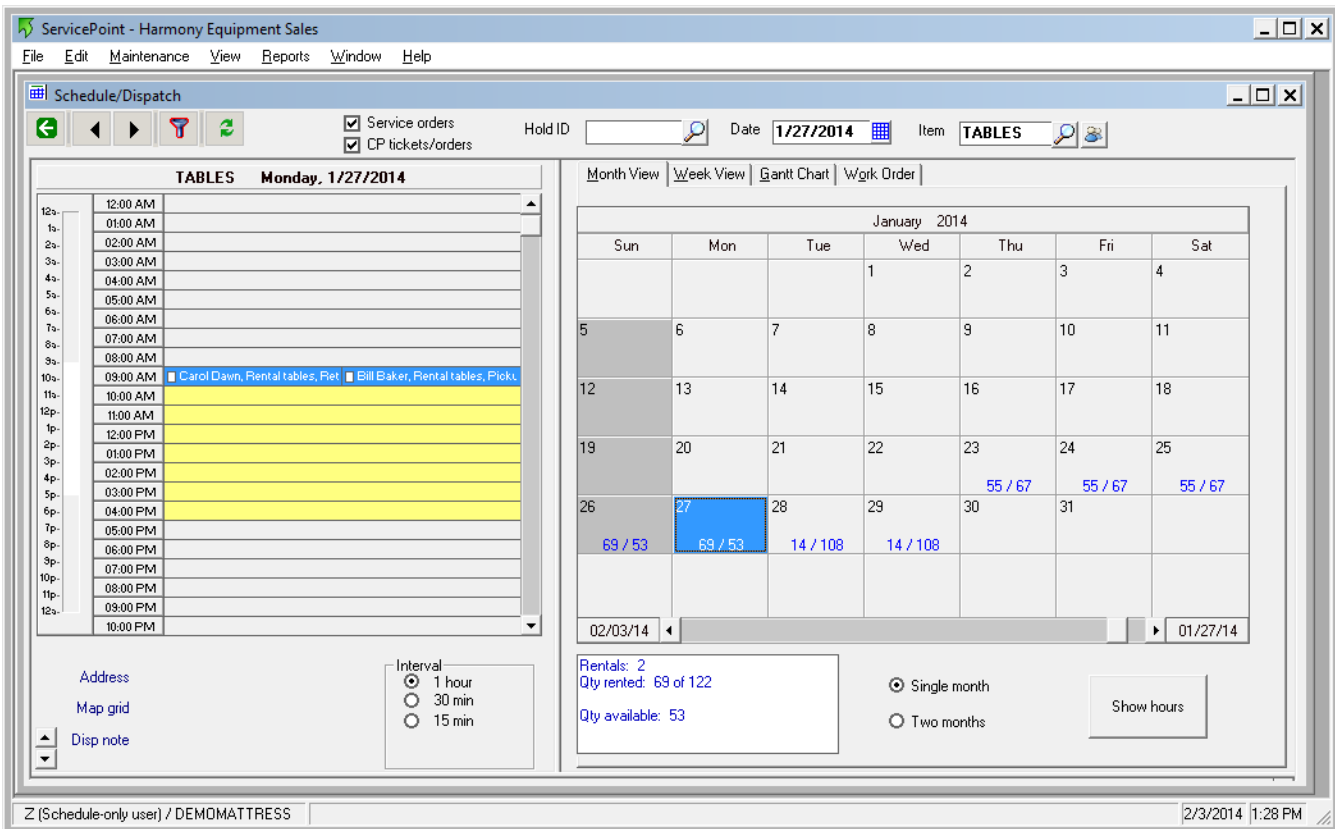 ServicePoint - Harmony Equipment Sales
File Edit Maintenance View Reports Window Help
Schedule/Dispatch
Service orders
CP tickets/orders
Hold ID Date 1/27/2014 Item TABLES
TABLES Monday, 1/27/2014
12a-
1a-
2a-
3a-
4a-
5a-
6a-
7a-
8a-
9a-
10a-
11a-
12p-
1p-
2p-
3p-
4p-
5p-
6p-
7p-
8p-
9p-
10p-
11p-
12a-
12:00 AM
01:00 AM
02:00 AM
03:00 AM
04:00 AM
05:00 AM
06:00 AM
07:00 AM
08:00 AM
09:00 AM Carol Dawn, Rental tables, Ret Bill Baker, Rental tables, Picku
10:00 AM
11:00 AM
12:00 PM
01:00 PM
02:00 PM
03:00 PM
04:00 PM
05:00 PM
06:00 PM
07:00 PM
08:00 PM
09:00 PM
10:00 PM
Address
Map grid
Disp note
Interval
1 hour
30 min
15 min
Month View Week View Gantt Chart Work Order
January 2014
Sun Mon Tue Wed Thu Fri Sat
1 2 3 4
5 6 7 8 9 10 11
12 13 14 15 16 17 18
19 20 21 22 23 24 25
55 / 67 55 / 67 55 / 67
26 27 28 29 30 31
69 / 53 69 / 53 14 / 108 14 / 108
02/03/14 01/27/14
Rentals: 2
Qty rented: 69 of 122
Qty available: 53
Single month
Two months
Show hours
Z (Schedule-only user) / DEMOMATTRESS 2/3/2014 1:28 PM